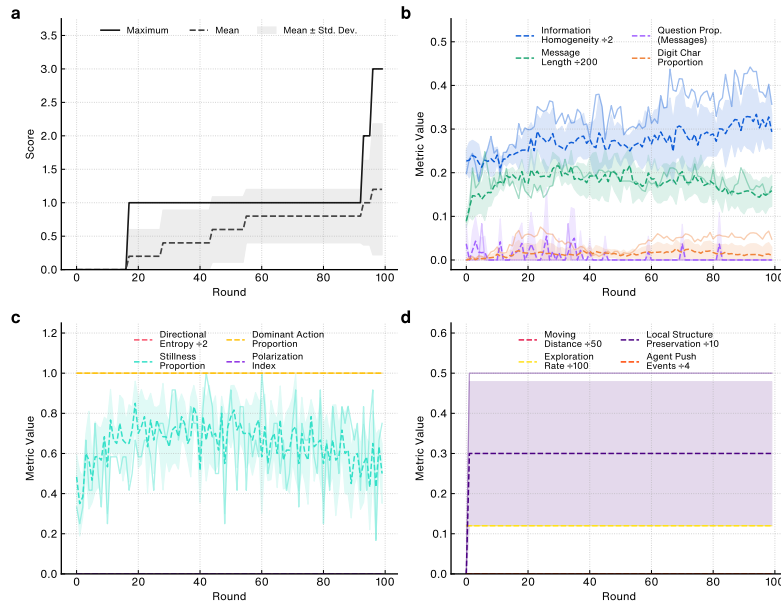 a
Maximum
Mean
Mean ± Std. Dev.
3.5
3.0
2.5
2.0
1.5
1.0
0.5
0.0
Score
0
20
40
60
80
100
Round
b
Information
Homogeneity ÷2
Message
Length ÷200
Question Prop.
(Messages)
Digit Char
Proportion
0.5
0.4
0.3
0.2
0.1
0.0
Metric Value
0
20
40
60
80
100
Round
c
Directional
Entropy ÷2
Stillness
Proportion
Dominant Action
Proportion
Polarization
Index
1.2
1.0
0.8
0.6
0.4
0.2
0.0
Metric Value
0
20
40
60
80
100
Round
d
Moving
Distance ÷50
Exploration
Rate ÷100
Local Structure
Preservation ÷10
Agent Push
Events ÷4
0.6
0.5
0.4
0.3
0.2
0.1
0.0
Metric Value
0
20
40
60
80
100
Round